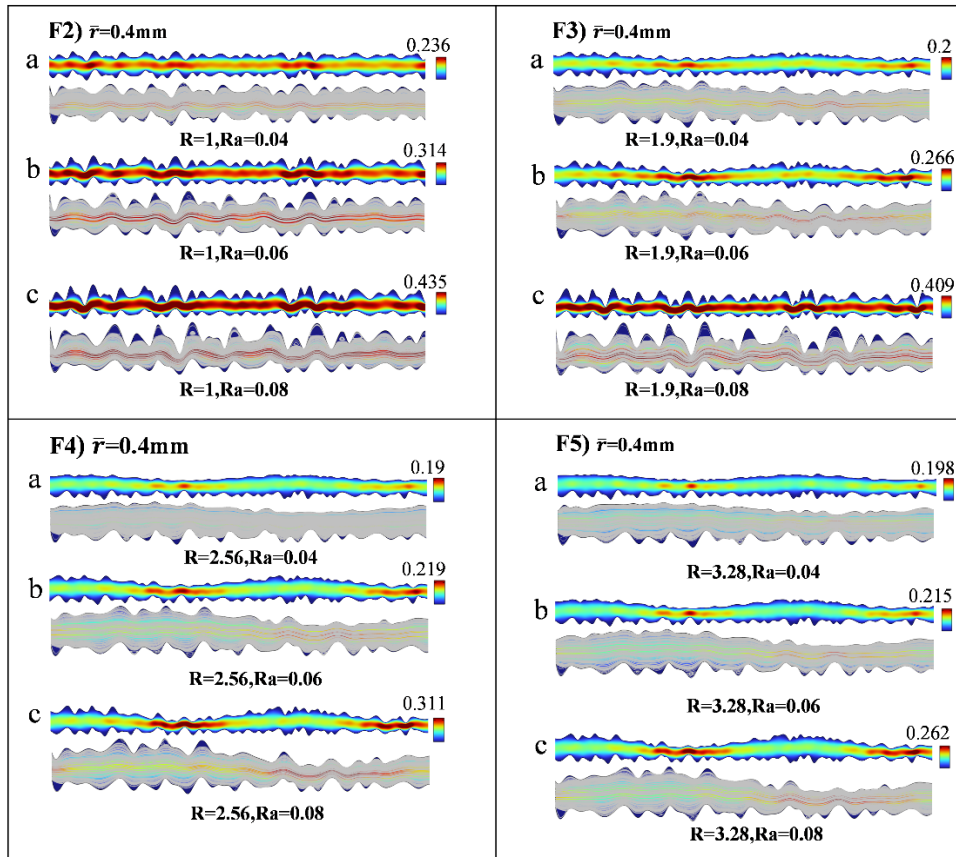 F2) r̄=0.4mm
a
0.236
R=1,Ra=0.04
b
0.314
R=1,Ra=0.06
c
0.435
R=1,Ra=0.08
F3) r̄=0.4mm
a
0.2
R=1.9,Ra=0.04
b
0.266
R=1.9,Ra=0.06
c
0.409
R=1.9,Ra=0.08
F4) r̄=0.4mm
a
0.19
R=2.56,Ra=0.04
b
0.219
R=2.56,Ra=0.06
c
0.311
R=2.56,Ra=0.08
F5) r̄=0.4mm
a
0.198
R=3.28,Ra=0.04
b
0.215
R=3.28,Ra=0.06
c
0.262
R=3.28,Ra=0.08